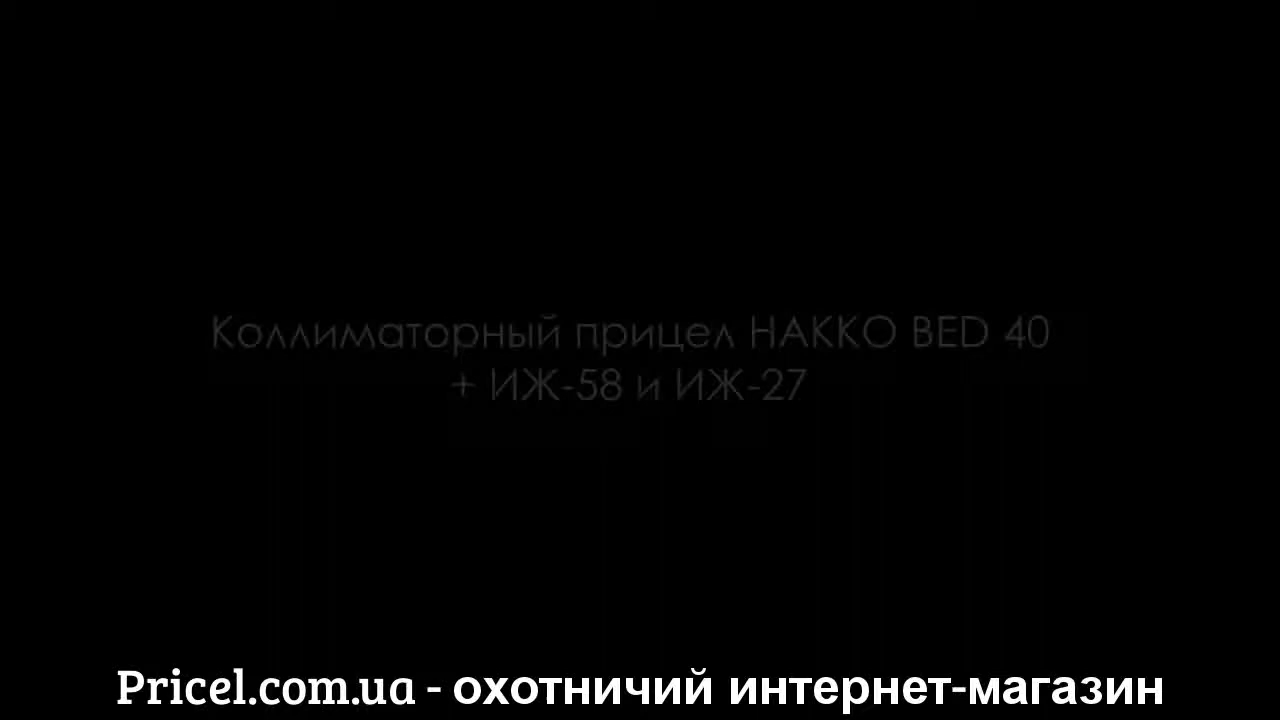 Коллиматорный прицел HAKKO BED 40
+ ИЖ-58 и ИЖ-27
Pricel.com.ua - охотничий интернет-магазин